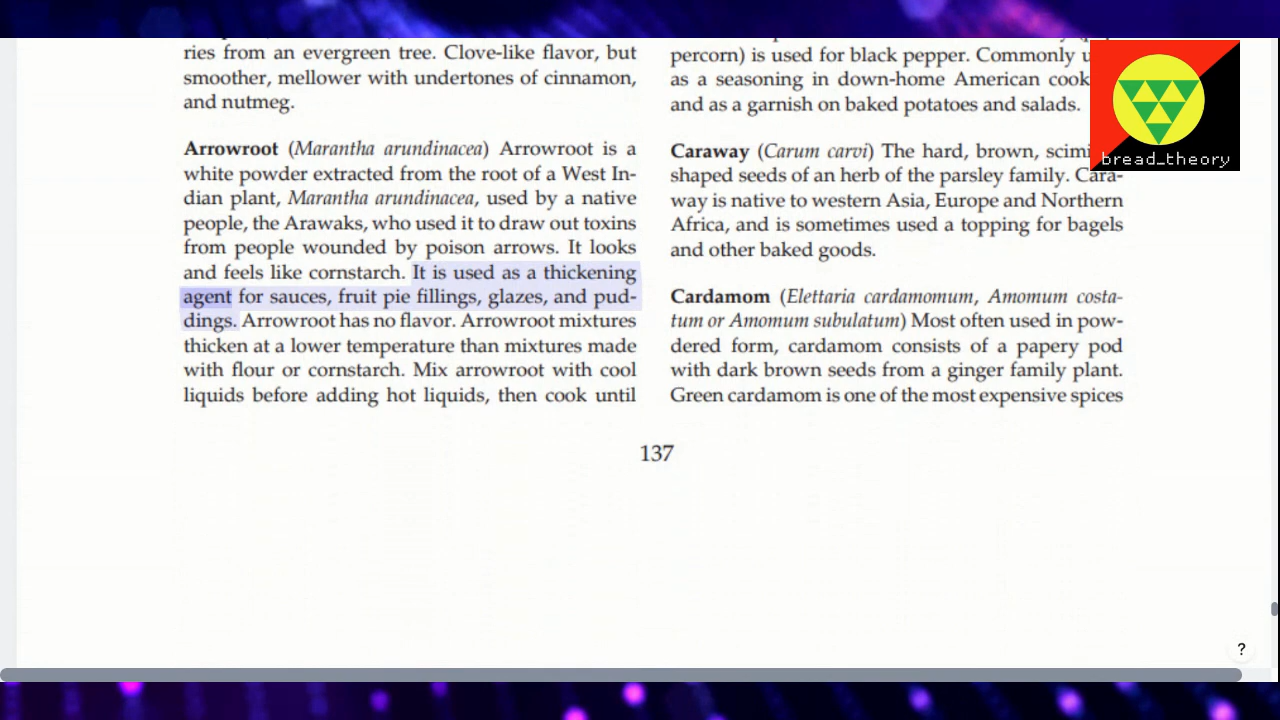 ries from an evergreen tree. Clove-like flavor, but
smoother, mellower with undertones of cinnamon,
and nutmeg.
Arrowroot (Marantha arundinacea) Arrowroot is a
white powder extracted from the root of a West In-
dian plant, Marantha arundinacea, used by a native
people, the Arawaks, who used it to draw out toxins
from people wounded by poison arrows. It looks
and feels like cornstarch. It is used as a thickening
agent for sauces, fruit pie fillings, glazes, and pud-
dings. Arrowroot has no flavor. Arrowroot mixtures
thicken at a lower temperature than mixtures made
with flour or cornstarch. Mix arrowroot with cool
liquids before adding hot liquids, then cook until
percorn) is used for black pepper. Commonly
as a seasoning in down-home American
and as a garnish on baked potatoes and salads.
Caraway (Carum carvi) The hard, brown,
shaped seeds of an herb of the parsley family. Cara-
way is native to western Asia, Europe and Northern
Africa, and is sometimes used a topping for bagels
and other baked goods.
Cardamom (Elettaria cardamomum, Amomum costa-
tum or Amomum subulatum) Most often used in pow-
dered form, cardamom consists of a papery pod
with dark brown seeds from a ginger family plant.
Green cardamom is one of the most expensive spices
137
bread_theory
?